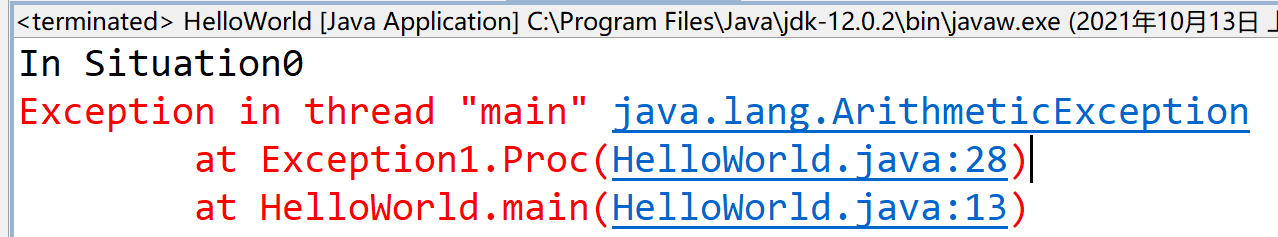 <terminated> HelloWorld [Java Application] C:\Program Files\Java\jdk-12.0.2\bin\javaw.exe (2021年10月13日 上
In Situation0
Exception in thread "main" java.lang.ArithmeticException
at Exception1.Proc(HelloWorld.java:28)
at HelloWorld.main(HelloWorld.java:13)